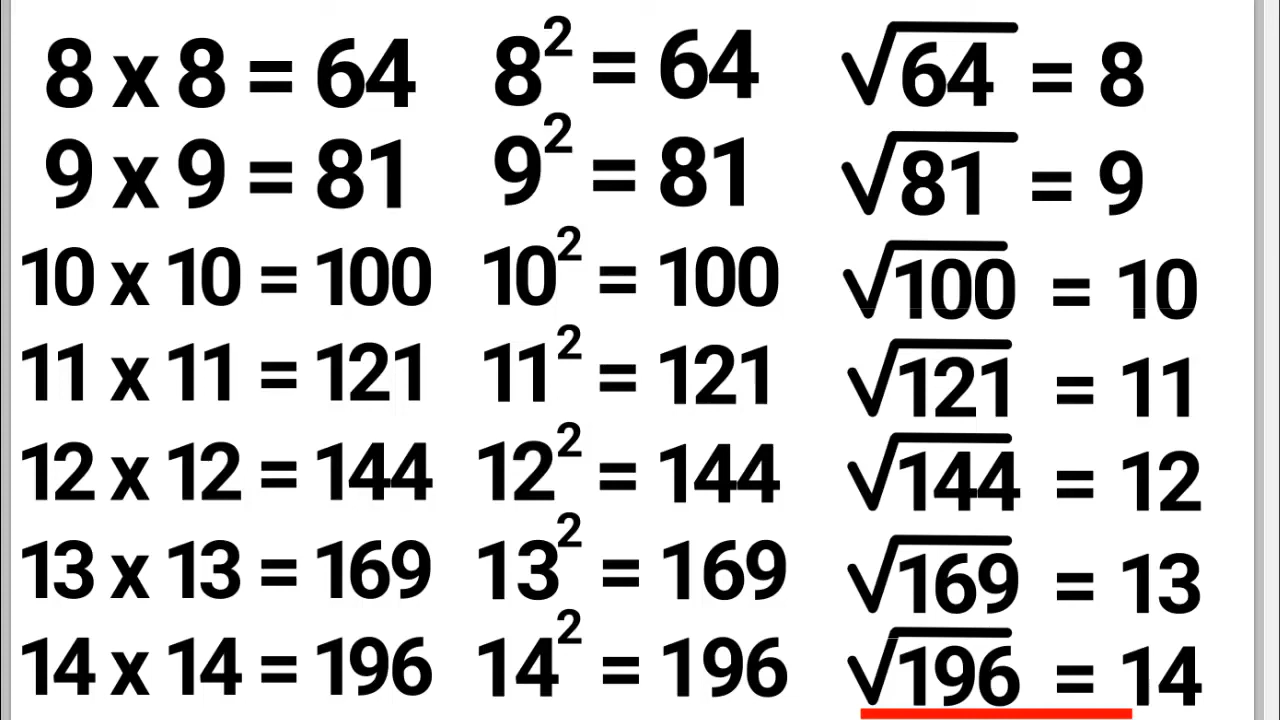 8 x 8 = 64 8² = 64 √64 = 8
9 x 9 = 81 9² = 81 √81 = 9
10 x 10 = 100 10² = 100 √100 = 10
11 x 11 = 121 11² = 121 √121 = 11
12 x 12 = 144 12² = 144 √144 = 12
13 x 13 = 169 13² = 169 √169 = 13
14 x 14 = 196 14² = 196 √196 = 14